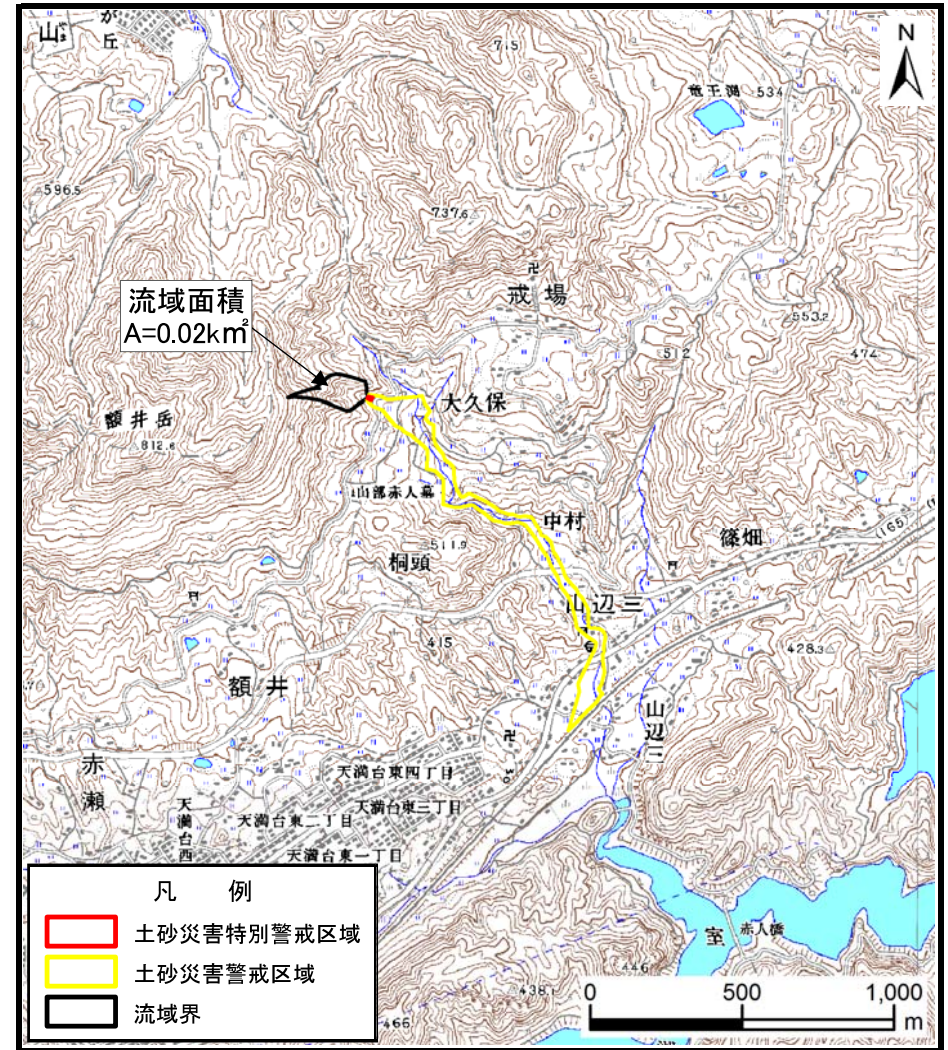 山
が
丘
N
715
竜王潟
534
596.5
737.6
卍
戒場
流域面積
A=0.02km²
553.2
512
474
大久保
額井岳
812.6
山部赤人墓
中村
篠畑
(165)
511.9
桐頭
山辺三
415
428.3
額井
山辺三
卍
赤瀬
天満台東四丁目
天満台東三丁目
天満台東二丁目
天満台西
天満台東一丁目
凡例
土砂災害特別警戒区域
土砂災害警戒区域
流域界
室
赤人橋
446
438.1
466
0 500 1,000
m